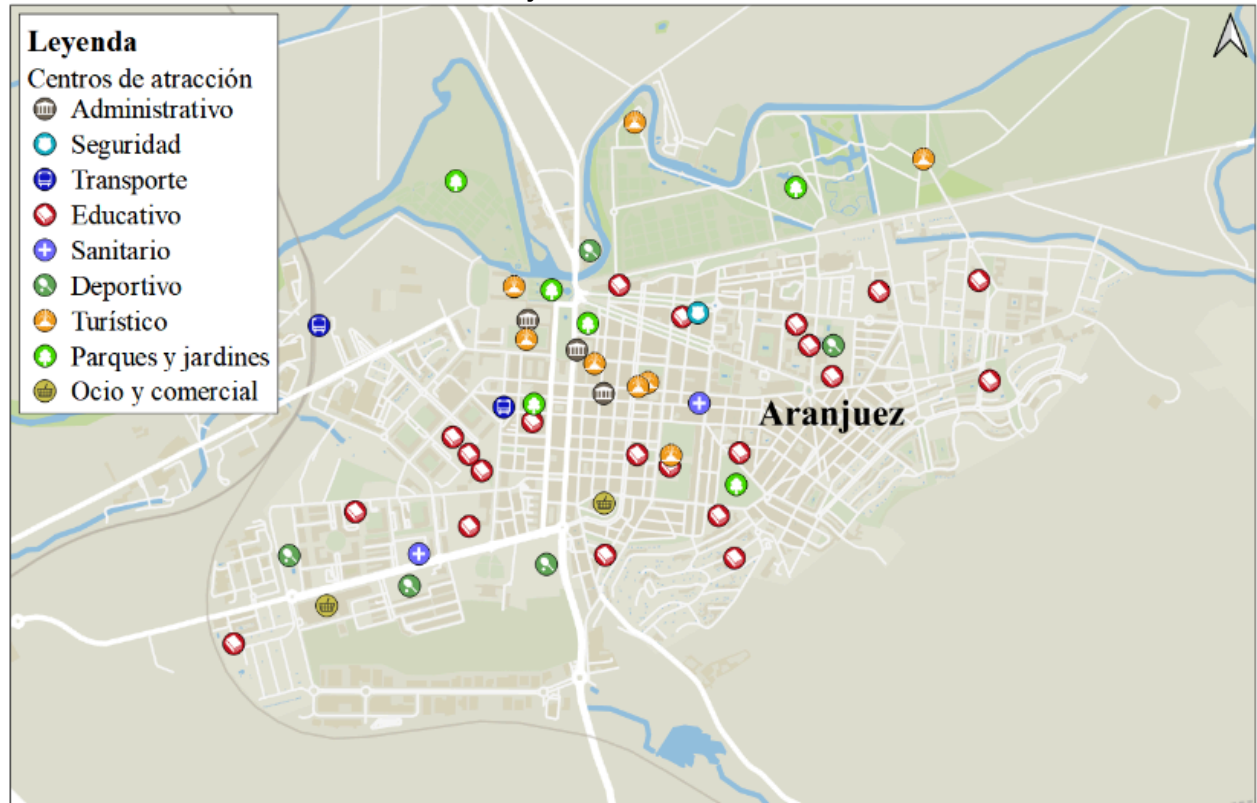 Leyenda
Centros de atracción
Administrativo
Seguridad
Transporte
Educativo
Sanitario
Deportivo
Turístico
Parques y jardines
Ocio y comercial
Aranjuez